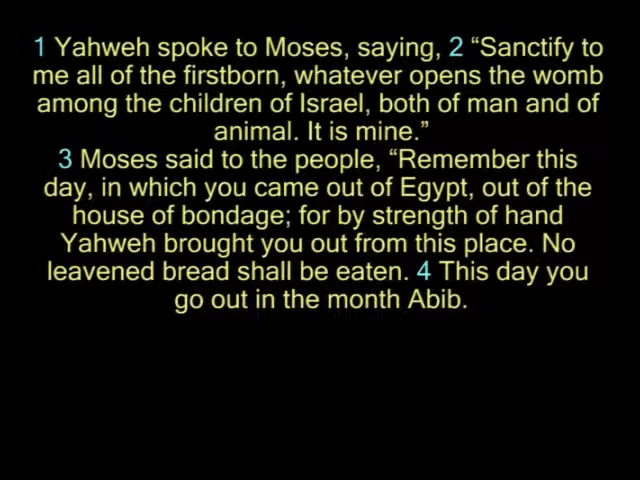 1 Yahweh spoke to Moses, saying, 2 “Sanctify to
me all of the firstborn, whatever opens the womb
among the children of Israel, both of man and of
animal. It is mine.”
3 Moses said to the people, “Remember this
day, in which you came out of Egypt, out of the
house of bondage; for by strength of hand
Yahweh brought you out from this place. No
leavened bread shall be eaten. 4 This day you
go out in the month Abib.